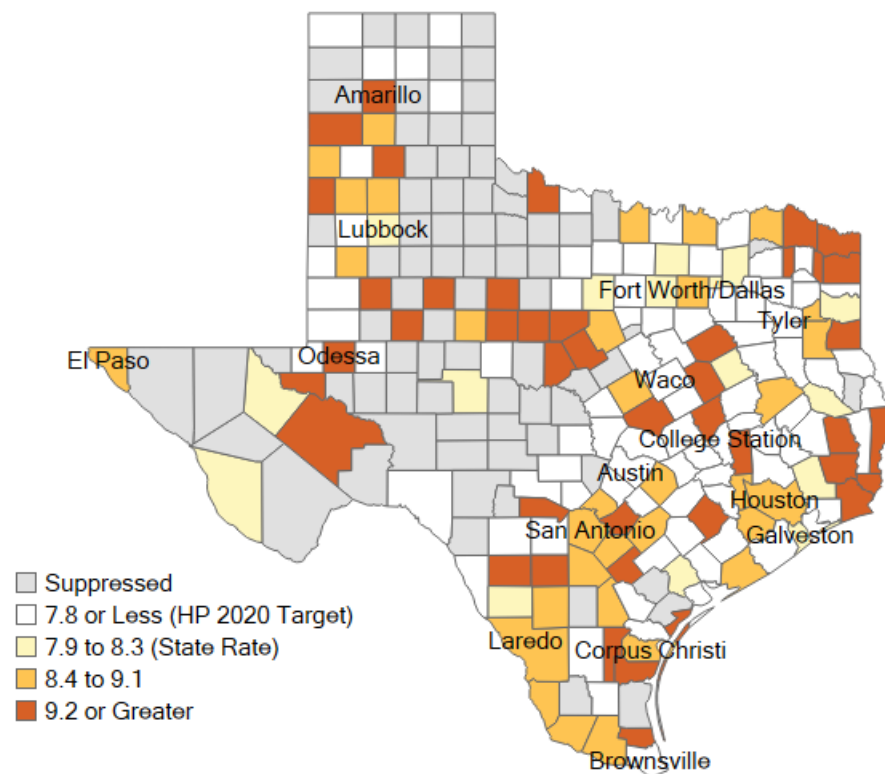 Amarillo
Lubbock
Fort Worth/Dallas
Tyler
El Paso
Odessa
Waco
College Station
Austin
Houston
San Antonio
Galveston
Suppressed
7.8 or Less (HP 2020 Target)
7.9 to 8.3 (State Rate)
Laredo
Corpus Christi
8.4 to 9.1
9.2 or Greater
Brownsville